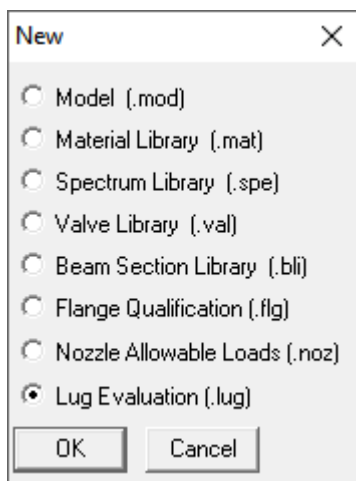 New
Model (.mod)
Material Library (.mat)
Spectrum Library (.spe)
Valve Library (.val)
Beam Section Library (.bli)
Flange Qualification (.flg)
Nozzle Allowable Loads (.noz)
Lug Evaluation (.lug)
OK Cancel